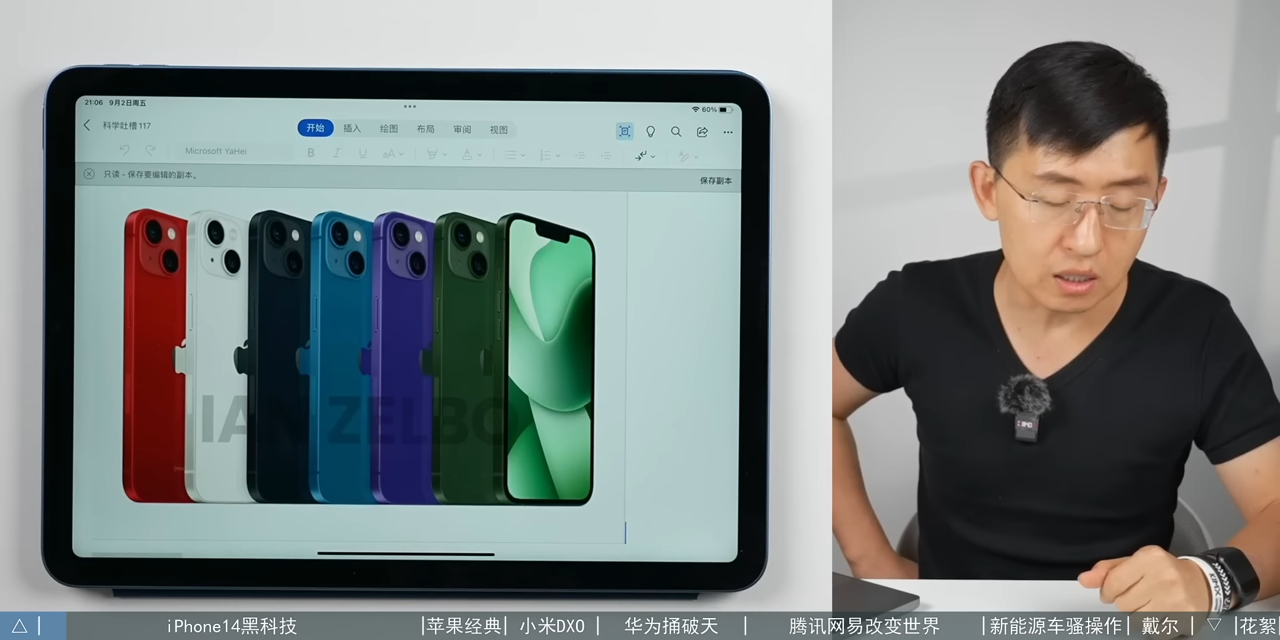 21:06 9月2日周五
60%
科学吐槽117
开始 插入 绘图 布局 审阅 视图
Microsoft YaHei
B I U
只读 - 保存要编辑的副本。
保存副本
IAN ZELBO
△ | iPhone14黑科技 |苹果经典| 小米DXO | 华为捅破天 | 腾讯网易改变世界 |新能源车骚操作| 戴尔 | ▽ |花絮